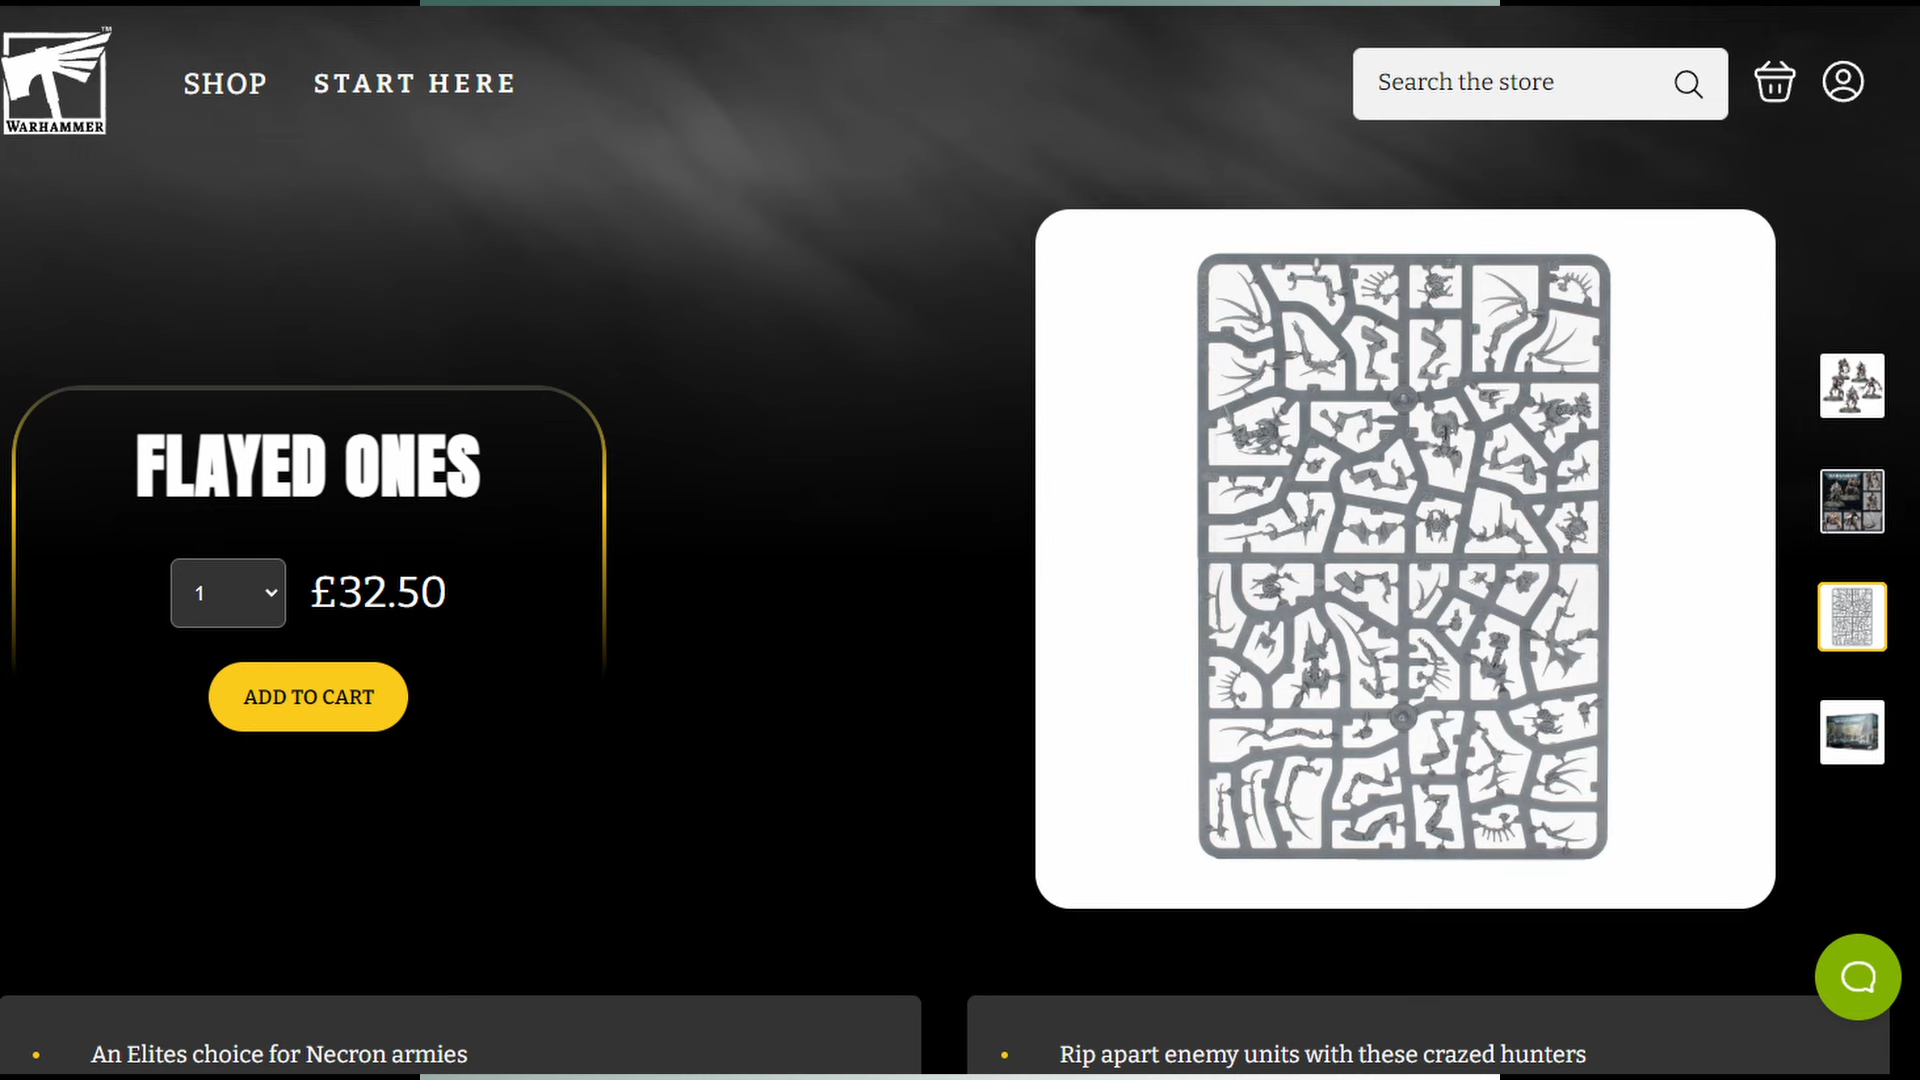 WARHAMMER
TM
SHOP
START HERE
Search the store
FLAYED ONES
1
£32.50
ADD TO CART
An Elites choice for Necron armies
Rip apart enemy units with these crazed hunters